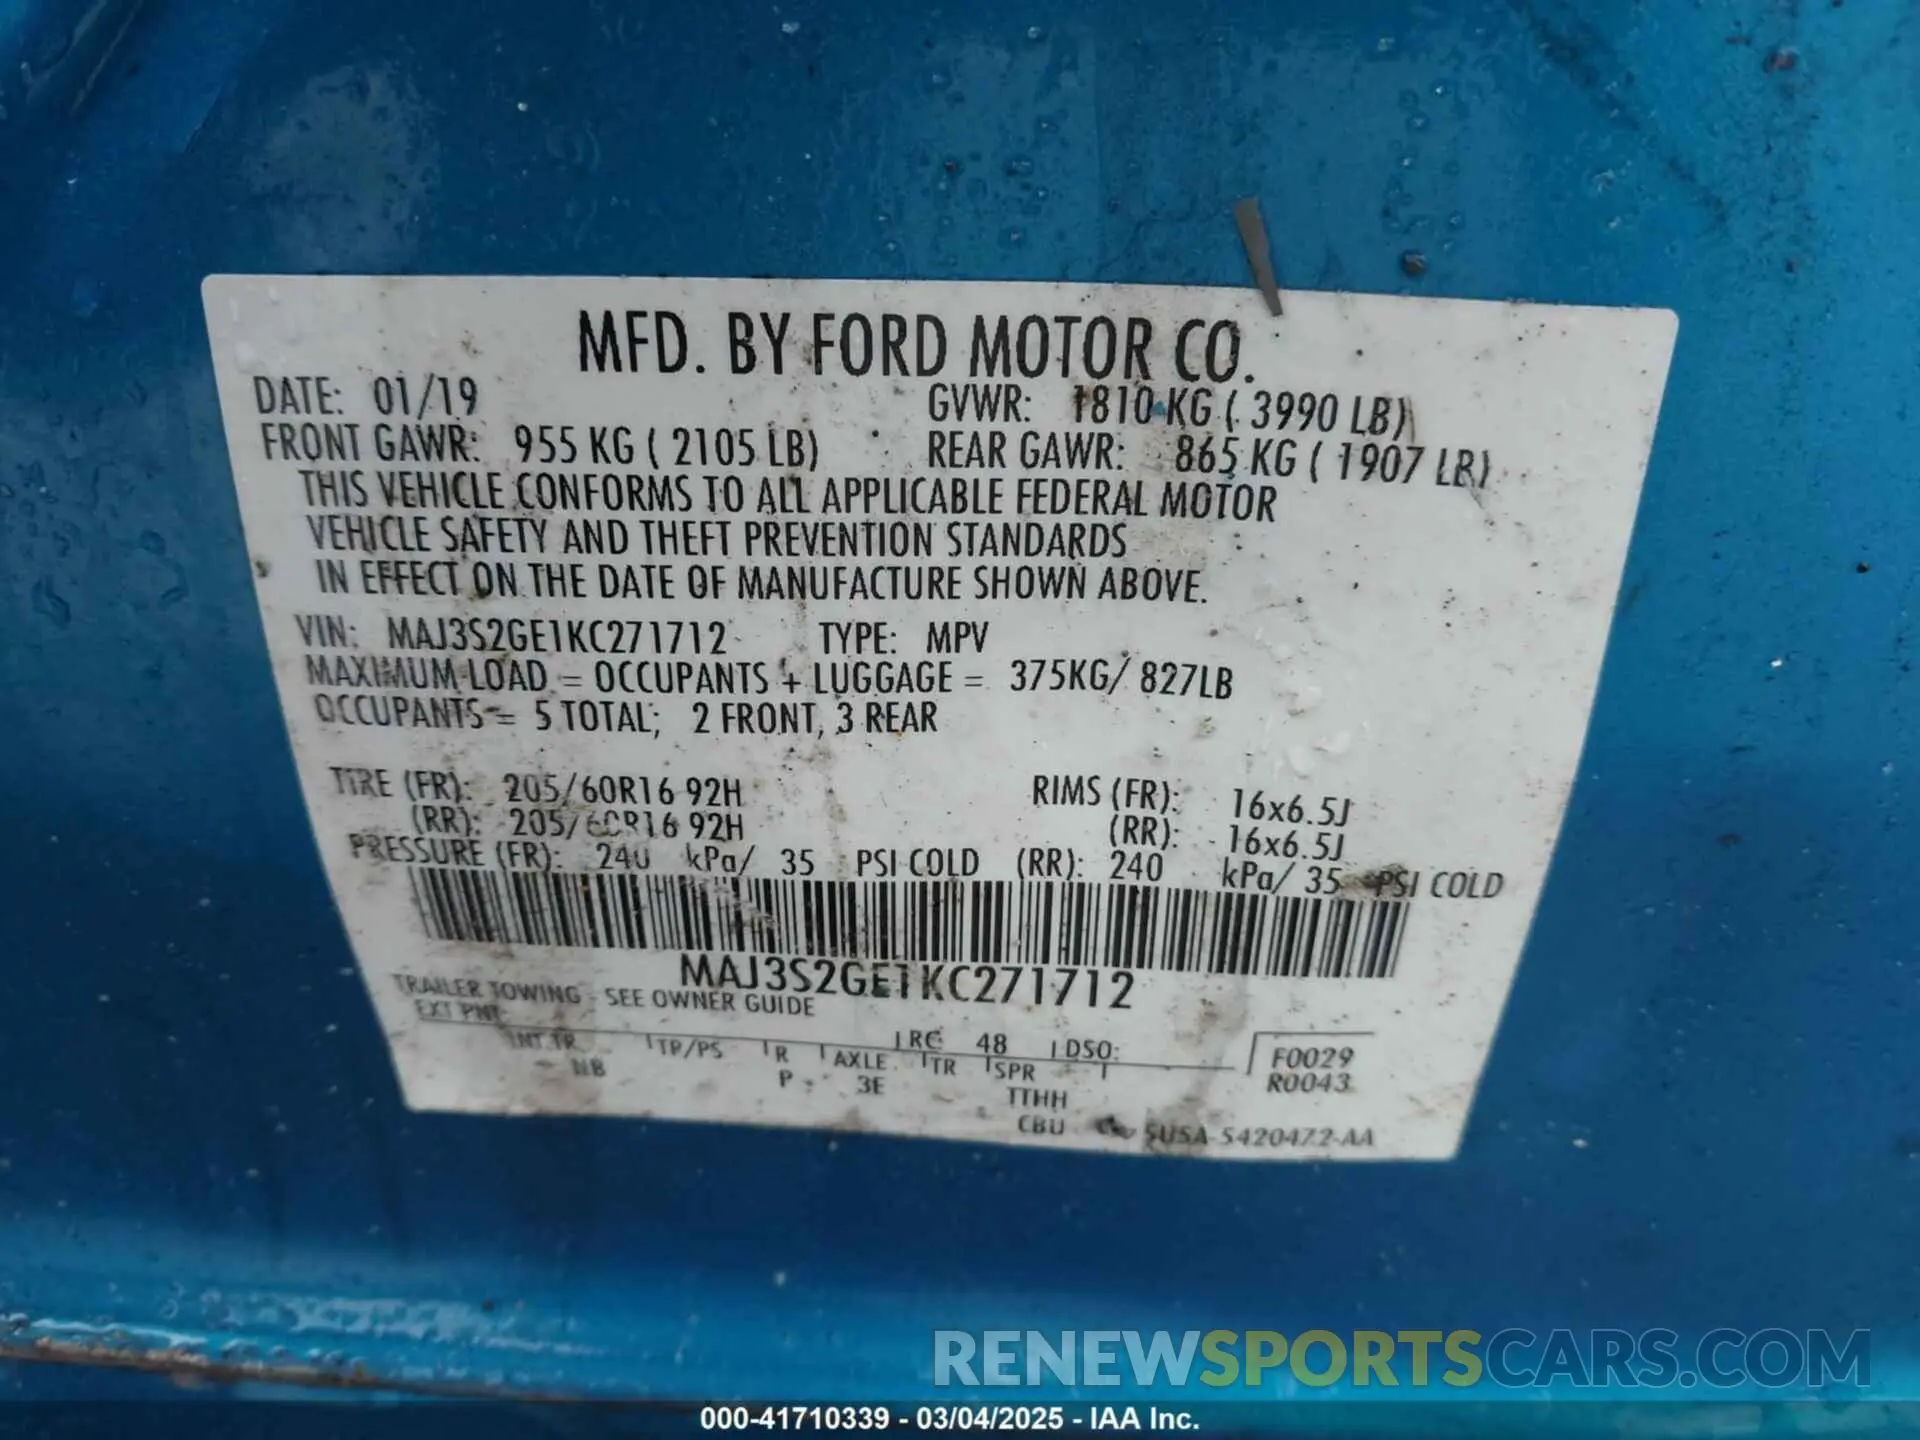 MFD. BY FORD MOTOR CO.
DATE: 01/19 GVWR: 1810 KG ( 3990 LB)
FRONT GAWR: 955 KG ( 2105 LB) REAR GAWR: 865 KG ( 1907 LB)
THIS VEHICLE CONFORMS TO ALL APPLICABLE FEDERAL MOTOR
VEHICLE SAFETY AND THEFT PREVENTION STANDARDS
IN EFFECT ON THE DATE OF MANUFACTURE SHOWN ABOVE.
VIN: MAJ3S2GE1KC271712 TYPE: MPV
MAXIMUM LOAD = OCCUPANTS + LUGGAGE = 375KG/ 827LB
OCCUPANTS = 5 TOTAL; 2 FRONT, 3 REAR
TIRE (FR): 205/60R16 92H RIMS (FR): 16x6.5J
(RR): 205/60R16 92H (RR): 16x6.5J
PRESSURE (FR): 240 kPa/ 35 PSI COLD (RR): 240 kPa/ 35 PSI COLD
MAJ3S2GE1KC271712
TRAILER TOWING - SEE OWNER GUIDE
EXT PNT: RC: 48 DSO: F0029
INT TR TP/PS R AXLE TR SPR R0043
NB P 3E TTHH
CBU 5U5A-5420472-AA
RENEWSPORTSCARS.COM
000-41710339 - 03/04/2025 - IAA Inc.